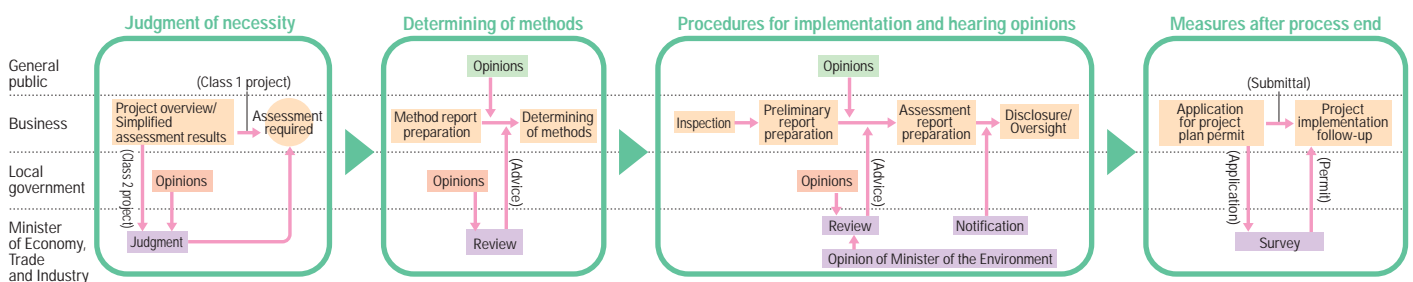 Judgment of necessity
Determining of methods
Procedures for implementation and hearing opinions
Measures after process end
General
public
Business
Local
government
Minister
of Economy,
Trade
and Industry
(Class 1 project)
Project overview/
Simplified
assessment results
Assessment
required
(Class 2 project)
Opinions
Judgment
Opinions
Method report
preparation
Determining
of methods
Opinions
(Advice)
Review
Opinions
Inspection
Preliminary
report
preparation
Assessment
report
preparation
Disclosure/
Oversight
Opinions
(Advice)
Review
Notification
Opinion of Minister of the Environment
(Submittal)
Application
for project
plan permit
Project
implementation
follow-up
(Application)
(Permit)
Survey